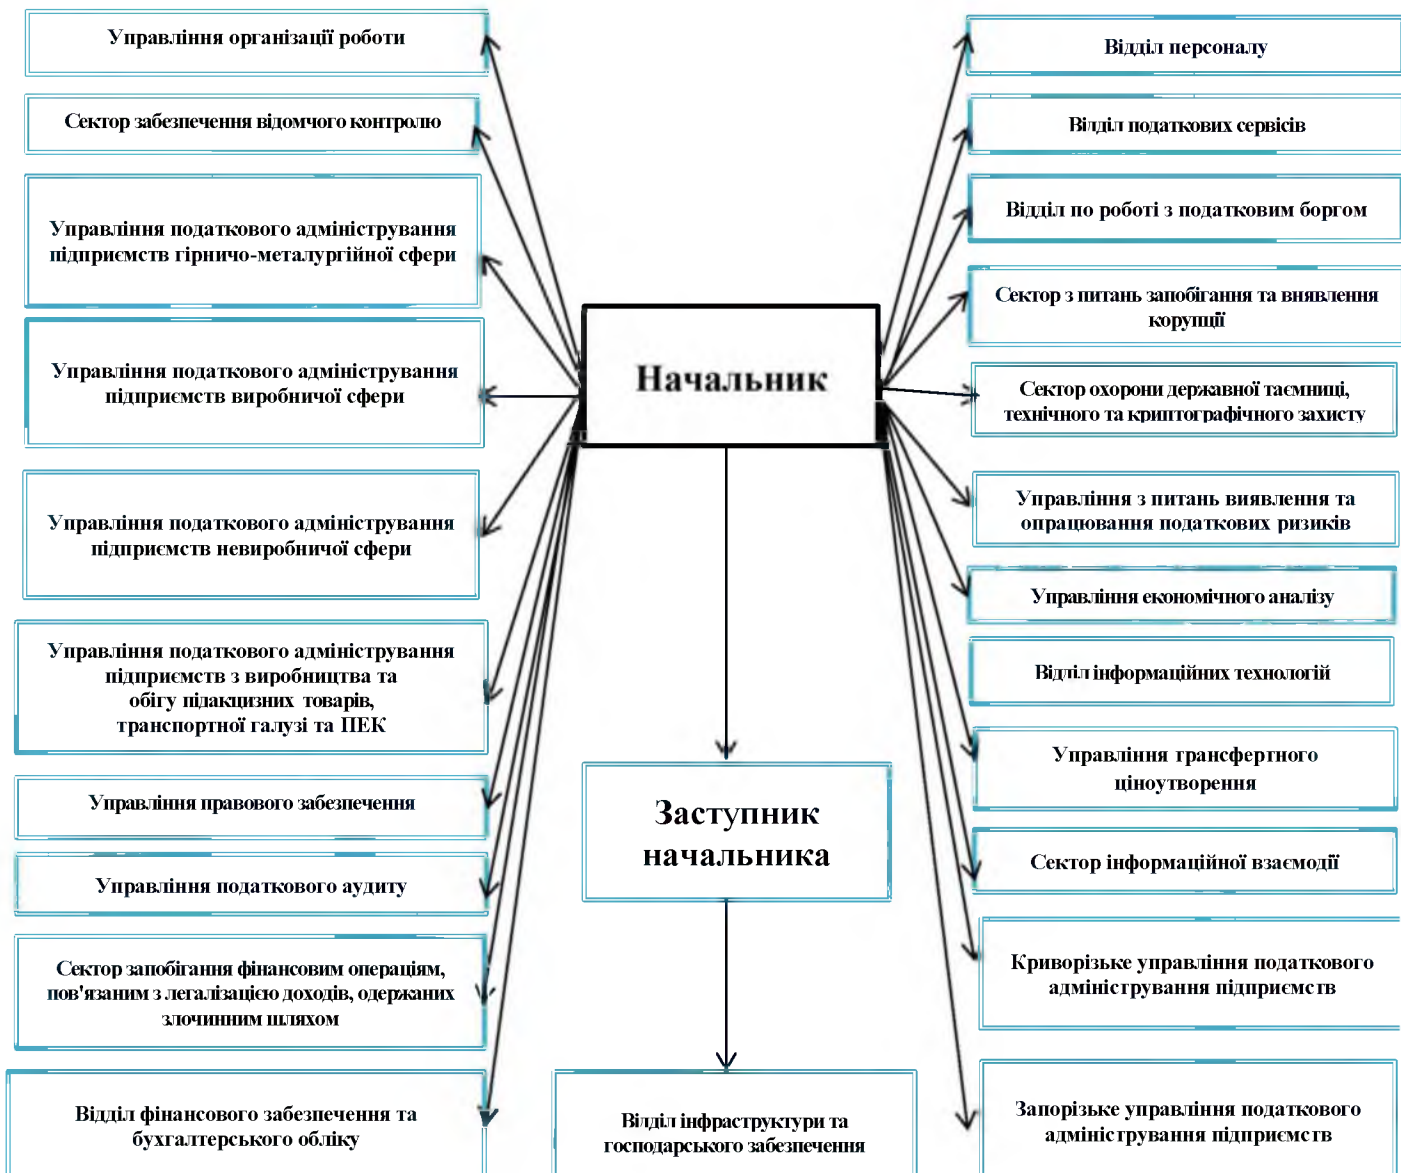 Управління організації роботи
Сектор забезпечення відомчого контролю
Управління податкового адміністрування
підприємств гірничо-металургійної сфери
Управління податкового адміністрування
підприємств виробничої сфери
Управління податкового адміністрування
підприємств невиробничої сфери
Управління податкового адміністрування
підприємств з виробництва та
обігу підакцизних товарів,
транспортної галузі та ПЕК
Управління правового забезпечення
Управління податкового аудиту
Сектор запобігання фінансовим операціям,
пов'язаним з легалізацією доходів, одержаних
злочинним шляхом
Відділ фінансового забезпечення та
бухгалтерського обліку
Начальник
Заступник
начальника
Відділ інфраструктури та
господарського забезпечення
Відділ персоналу
Відділ податкових сервісів
Відділ по роботі з податковим боргом
Сектор з питань запобігання та виявлення
корупції
Сектор охорони державної таємниці,
технічного та криптографічного захисту
Управління з питань виявлення та
опрацювання податкових ризиків
Управління економічного аналізу
Відділ інформаційних технологій
Управління трансфертного
ціноутворення
Сектор інформаційної взаємодії
Криворізьке управління податкового
адміністрування підприємств
Запорізьке управління податкового
адміністрування підприємств